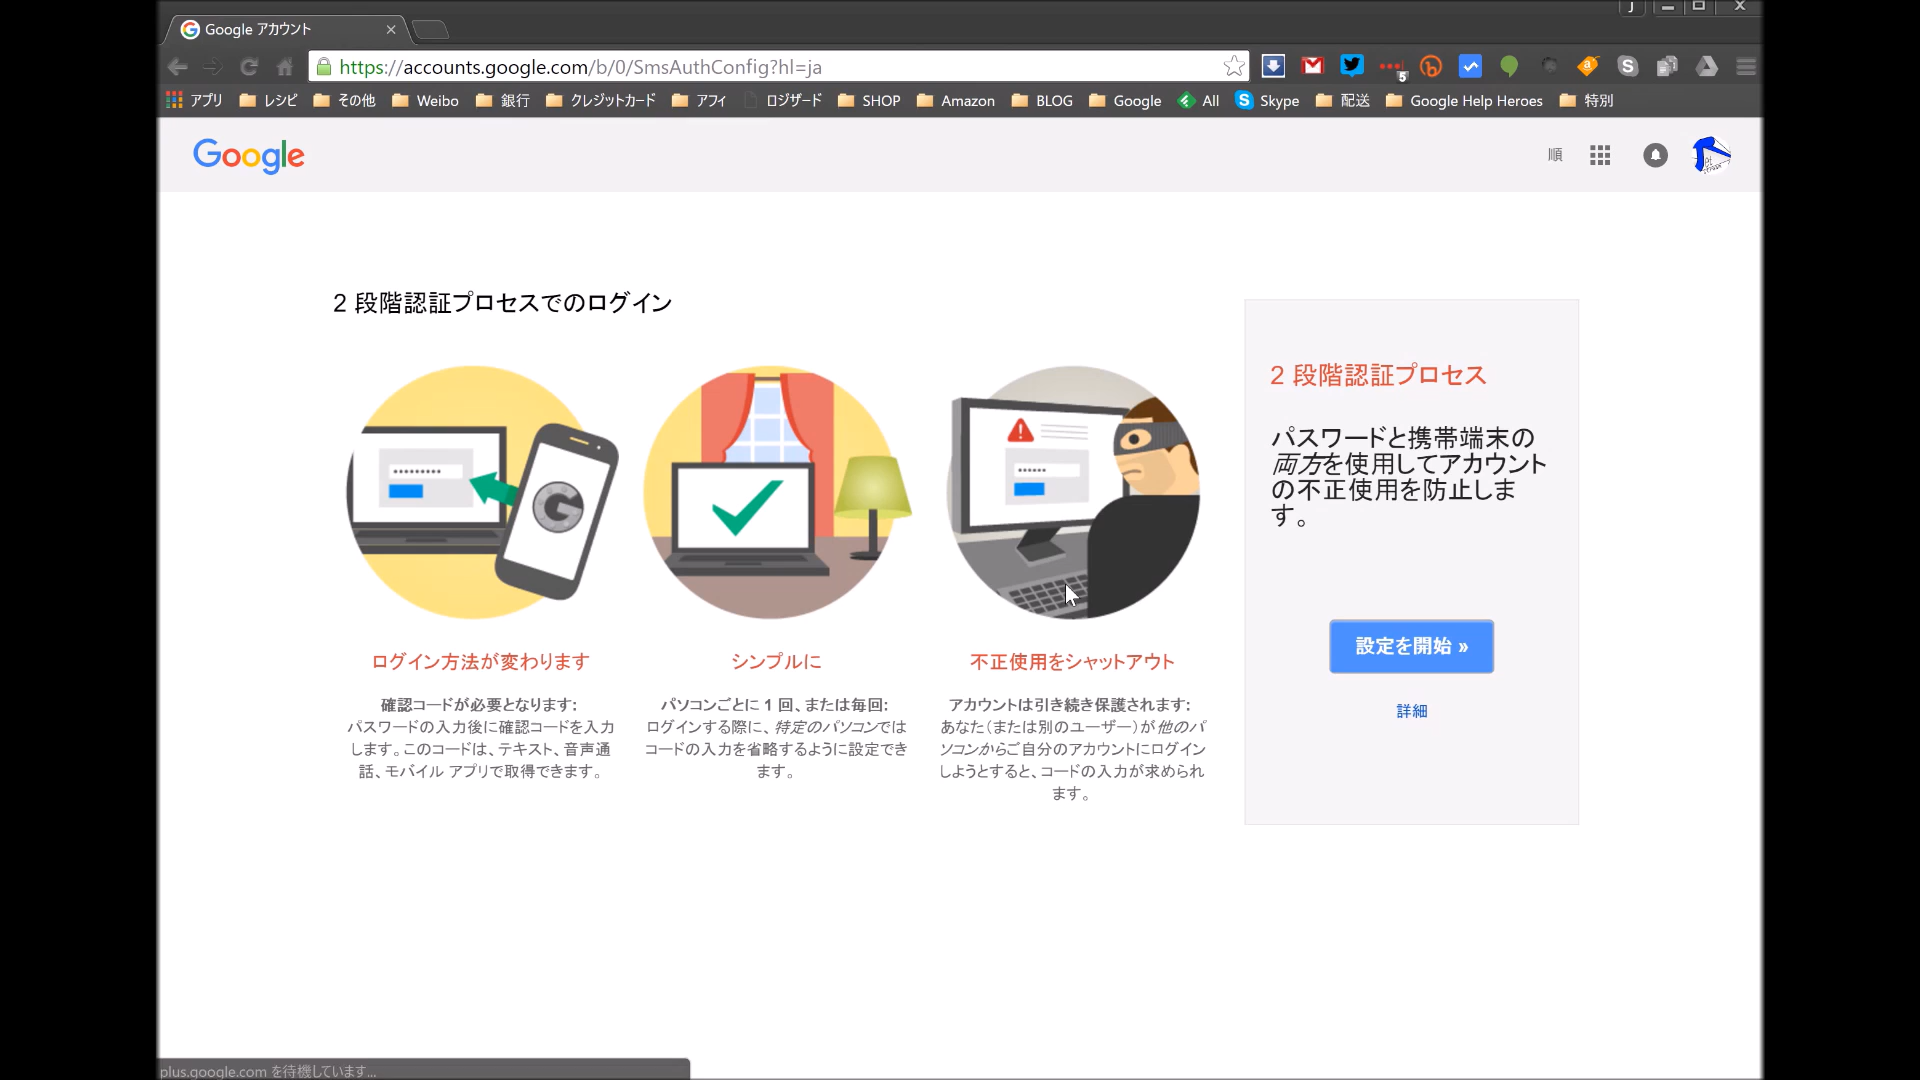 Google アカウント
https://accounts.google.com/b/0/SmsAuthConfig?hl=ja
5
アプリ レシピ その他 Weibo 銀行 クレジットカード アフィ ロジザード SHOP Amazon BLOG Google All Skype 配送 Google Help Heroes 特別
Google
順
2 段階認証プロセスでのログイン
ログイン方法が変わります
確認コードが必要となります:
パスワードの入力後に確認コードを入力
します。このコードは、テキスト、音声通
話、モバイル アプリで取得できます。
シンプルに
パソコンごとに 1 回、または毎回:
ログインする際に、特定のパソコンでは
コードの入力を省略するように設定でき
ます。
不正使用をシャットアウト
アカウントは引き続き保護されます:
あなた（または別のユーザー）が他のパ
ソコンからご自分のアカウントにログイン
しようとすると、コードの入力が求められ
ます。
2 段階認証プロセス
パスワードと携帯端末の
両方を使用してアカウント
の不正使用を防止しま
す。
設定を開始 »
詳細
plus.google.com を待機しています...